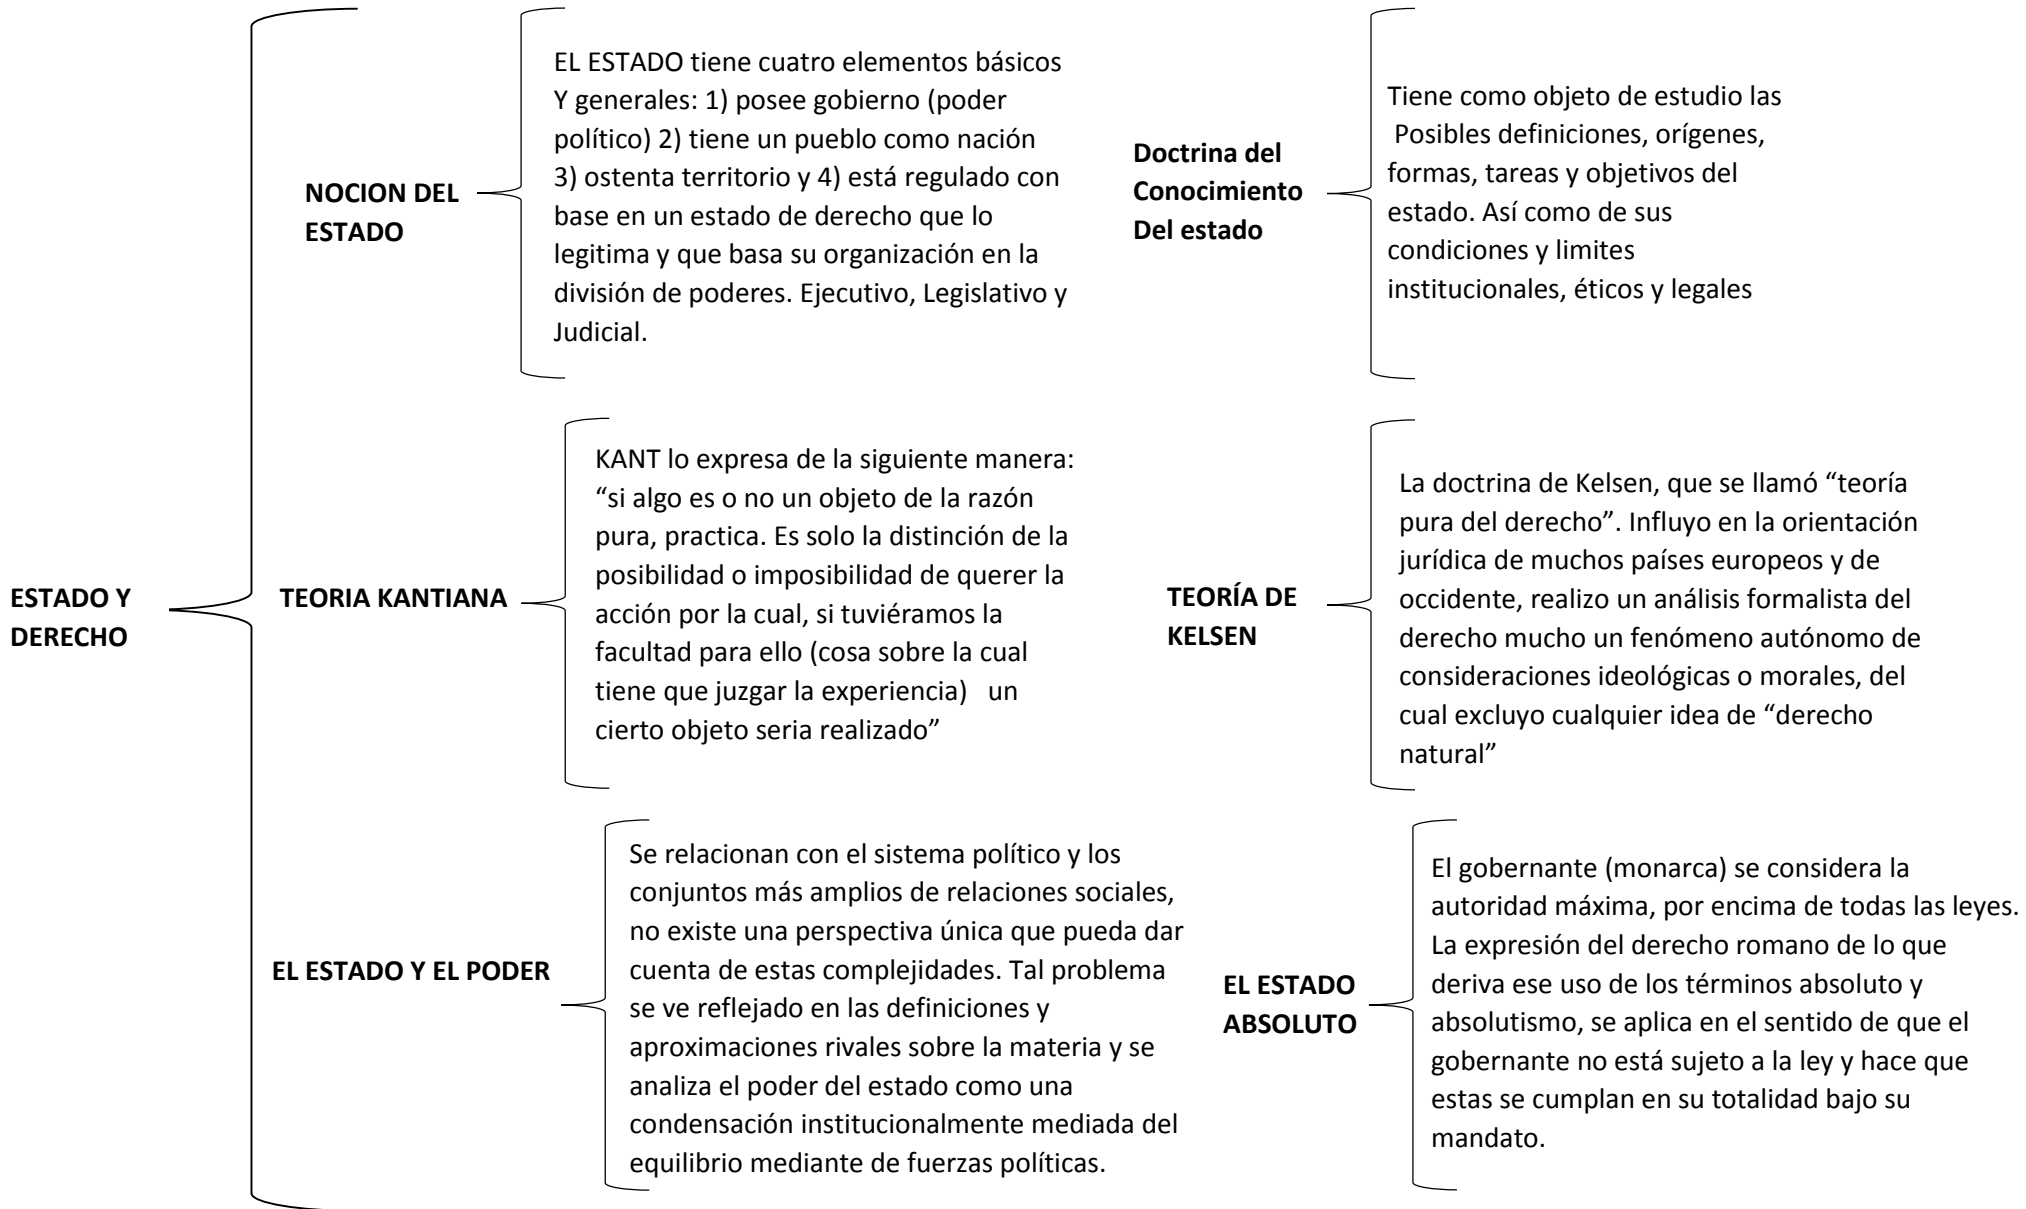 ESTADO Y
DERECHO
NOCION DEL
ESTADO
EL ESTADO tiene cuatro elementos básicos
Y generales: 1) posee gobierno (poder
político) 2) tiene un pueblo como nación
3) ostenta territorio y 4) está regulado con
base en un estado de derecho que lo
legitima y que basa su organización en la
división de poderes. Ejecutivo, Legislativo y
Judicial.
Doctrina del
Conocimiento
Del estado
Tiene como objeto de estudio las
Posibles definiciones, orígenes,
formas, tareas y objetivos del
estado. Así como de sus
condiciones y limites
institucionales, éticos y legales
TEORIA KANTIANA
KANT lo expresa de la siguiente manera:
“si algo es o no un objeto de la razón
pura, practica. Es solo la distinción de la
posibilidad o imposibilidad de querer la
acción por la cual, si tuviéramos la
facultad para ello (cosa sobre la cual
tiene que juzgar la experiencia) un
cierto objeto seria realizado”
TEORÍA DE
KELSEN
La doctrina de Kelsen, que se llamó “teoría
pura del derecho”. Influyo en la orientación
jurídica de muchos países europeos y de
occidente, realizo un análisis formalista del
derecho mucho un fenómeno autónomo de
consideraciones ideológicas o morales, del
cual excluyo cualquier idea de “derecho
natural”
EL ESTADO Y EL PODER
Se relacionan con el sistema político y los
conjuntos más amplios de relaciones sociales,
no existe una perspectiva única que pueda dar
cuenta de estas complejidades. Tal problema
se ve reflejado en las definiciones y
aproximaciones rivales sobre la materia y se
analiza el poder del estado como una
condensación institucionalmente mediada del
equilibrio mediante de fuerzas políticas.
EL ESTADO
ABSOLUTO
El gobernante (monarca) se considera la
autoridad máxima, por encima de todas las leyes.
La expresión del derecho romano de lo que
deriva ese uso de los términos absoluto y
absolutismo, se aplica en el sentido de que el
gobernante no está sujeto a la ley y hace que
estas se cumplan en su totalidad bajo su
mandato.